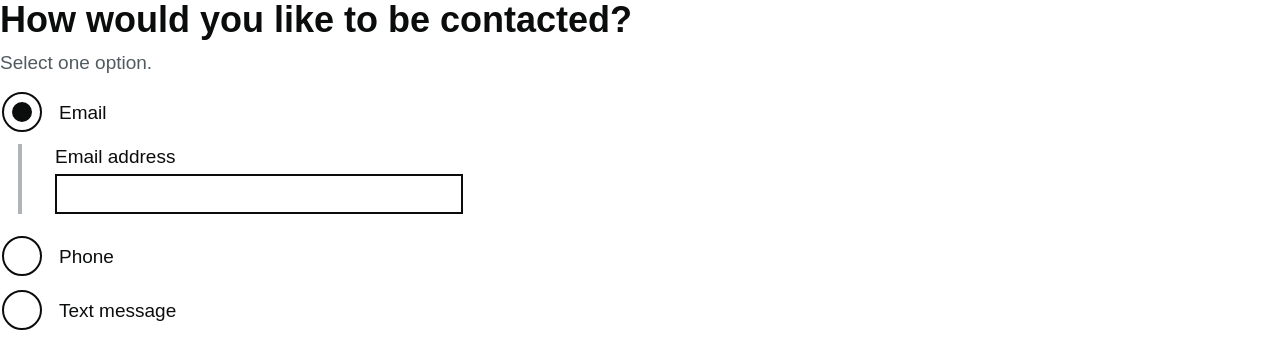 How would you like to be contacted?
Select one option.
Email
Email address
Phone
Text message